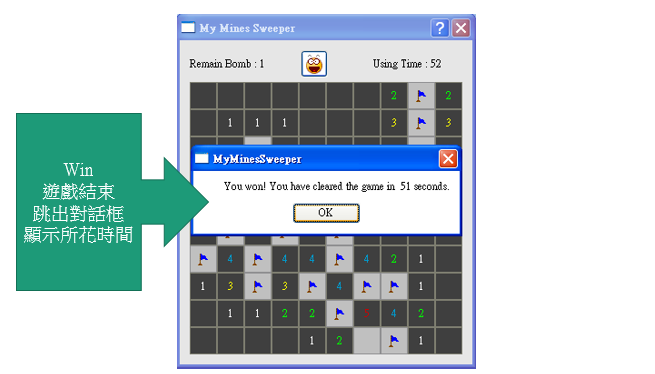 My Mines Sweeper
Remain Bomb : 1
Using Time : 52
2 2
1 1 1 3 3
Win
遊戲結束
跳出對話框
顯示所花時間
MyMinesSweeper
You won! You have cleared the game in 51 seconds.
OK
4 4 4 4 2 1
1 3 3 4 1
1 1 2 2 5 4 2
1 2 1